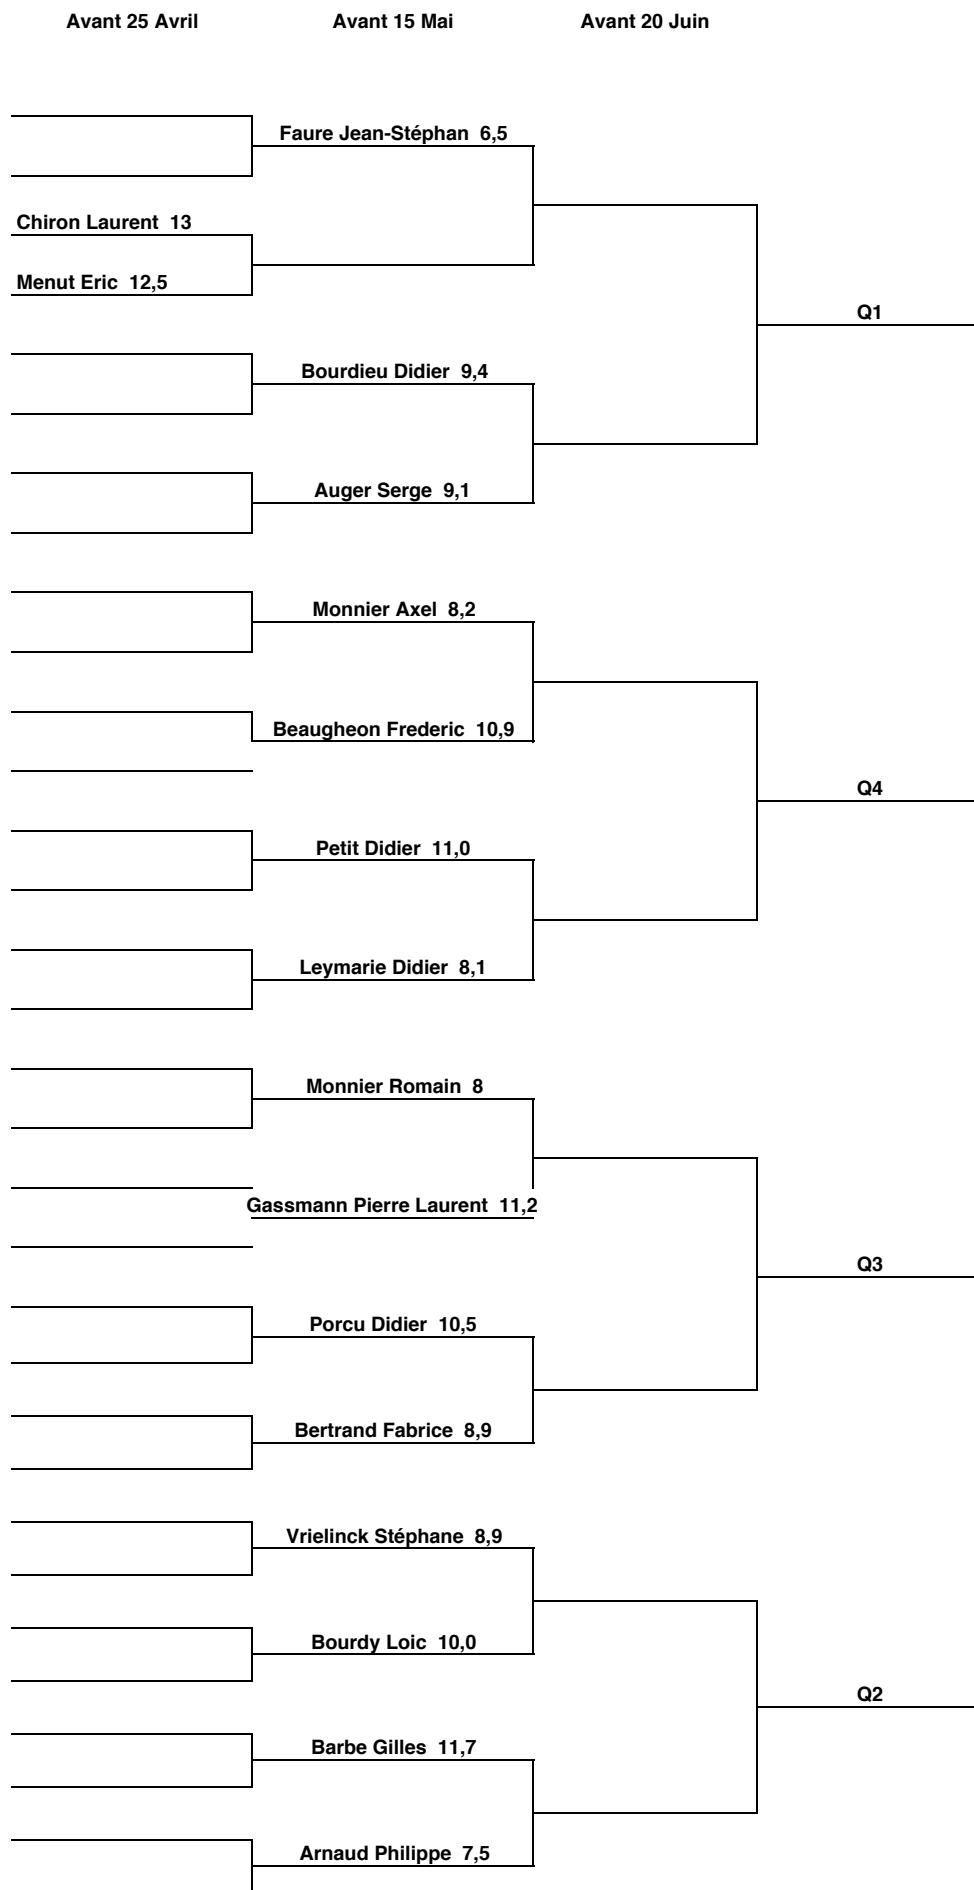 Avant 25 Avril Avant 15 Mai Avant 20 Juin
Faure Jean-Stéphan 6,5
Chiron Laurent 13
Menut Eric 12,5
Q1
Bourdieu Didier 9,4
Auger Serge 9,1
Monnier Axel 8,2
Beaugheon Frederic 10,9
Q4
Petit Didier 11,0
Leymarie Didier 8,1
Monnier Romain 8
Gassmann Pierre Laurent 11,2
Q3
Porcu Didier 10,5
Bertrand Fabrice 8,9
Vrielinck Stéphane 8,9
Bourdy Loic 10,0
Q2
Barbe Gilles 11,7
Arnaud Philippe 7,5